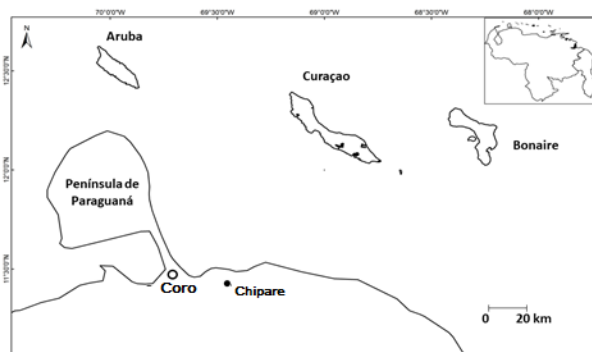 70°0'0"W
69°30'0"W
69°0'0"W
68°30'0"W
68°0'0"W
N
Aruba
12°30'0"N
Curaçao
Bonaire
12°0'0"N
Península de
Paraguaná
11°30'0"N
Coro
Chipare
0 20 km